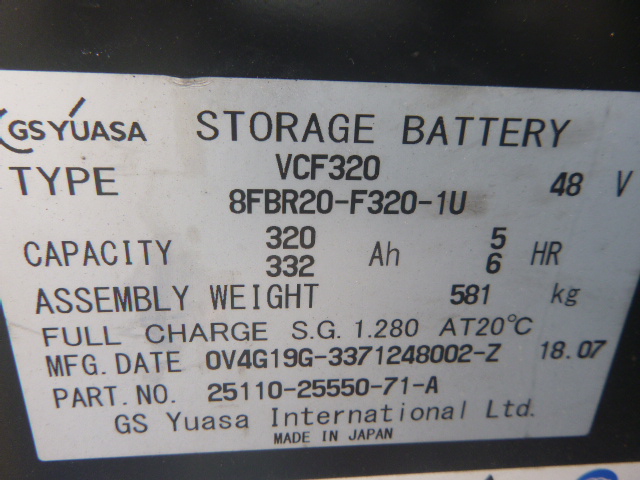 GS YUASA STORAGE BATTERY
TYPE VCF320 48 V
8FBR20-F320-1U
CAPACITY 320 Ah 5 HR
332 6
ASSEMBLY WEIGHT 581 kg
FULL CHARGE S.G. 1.280 AT20℃
MFG. DATE 0V4G19G-3371248002-Z 18.07
PART. NO. 25110-25550-71-A
GS Yuasa International Ltd.
MADE IN JAPAN